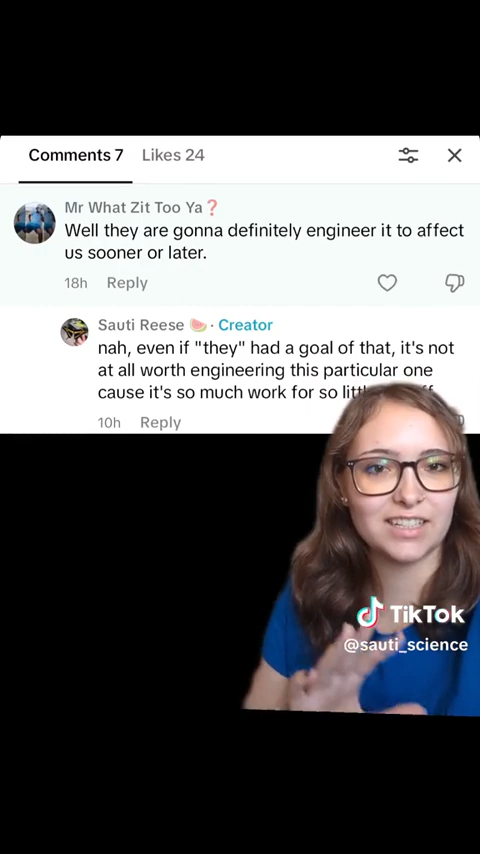 Comments 7 Likes 24
Mr What Zit Too Ya❓
Well they are gonna definitely engineer it to affect
us sooner or later.
18h Reply
Sauti Reese 🍉 · Creator
nah, even if "they" had a goal of that, it's not
at all worth engineering this particular one
cause it's so much work for so
10h Reply
TikTok
@sauti_science